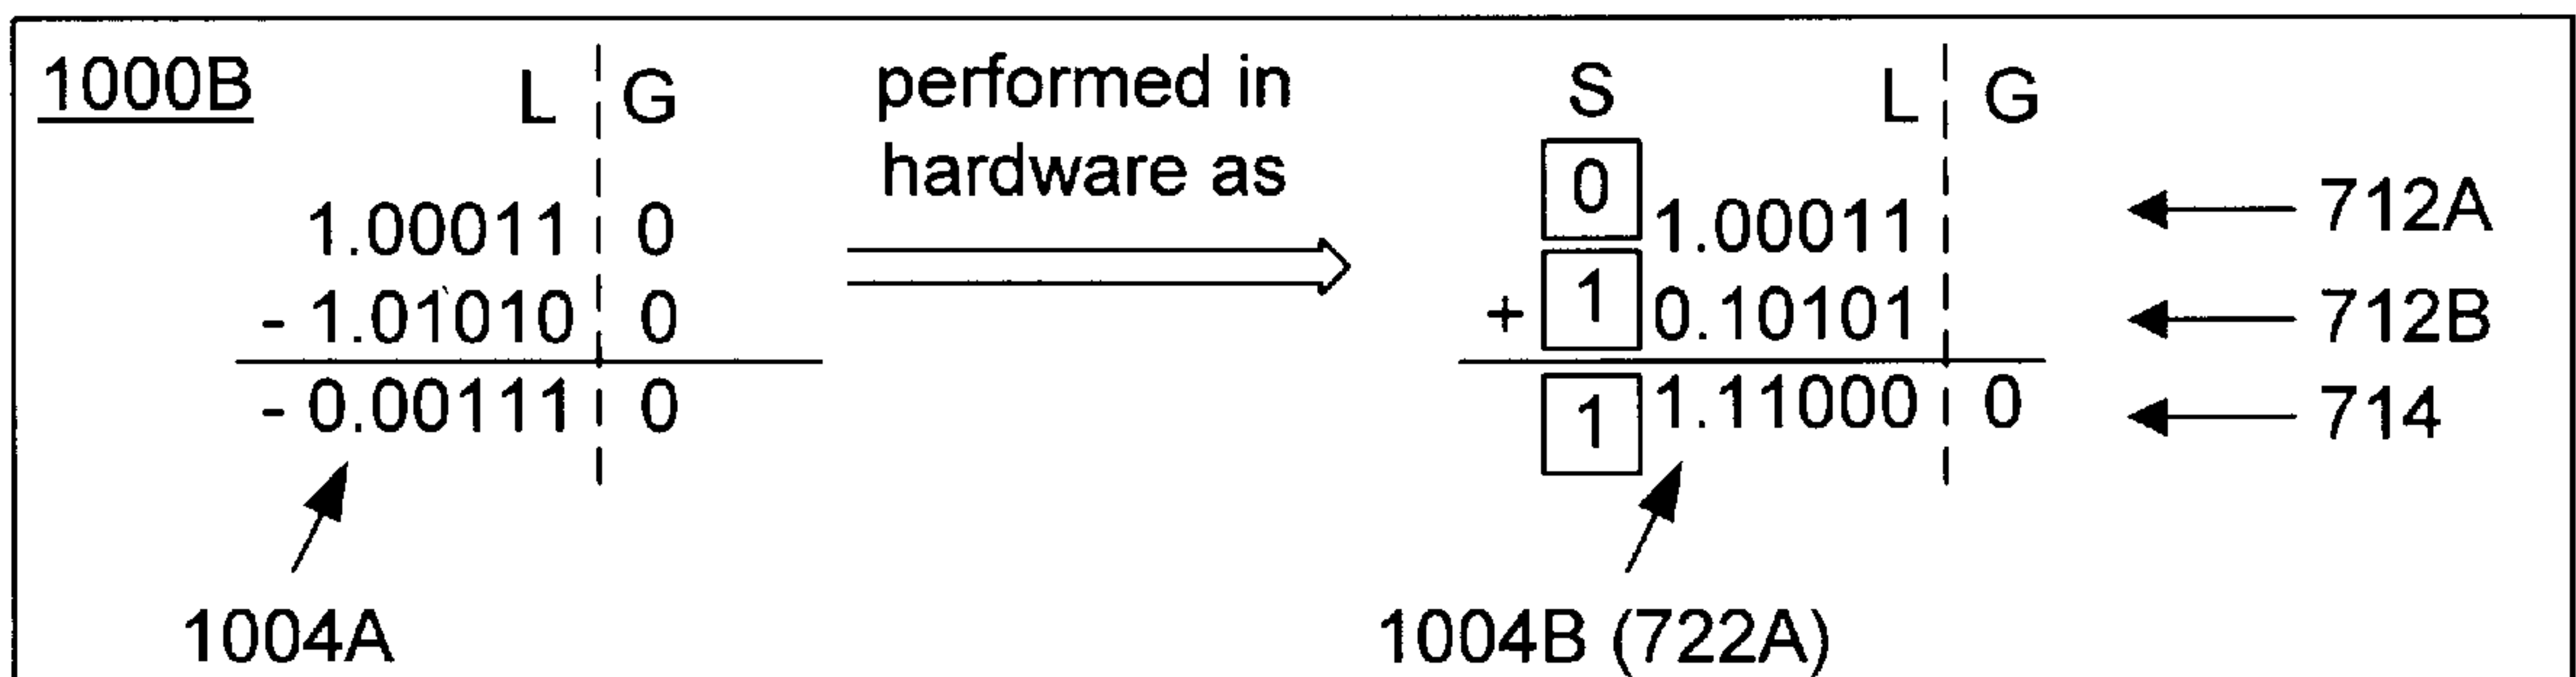 1000B L G performed in S L G
hardware as
0 1.00011 712A
1.00011 0
+ 1 0.10101 712B
- 1.01010 0
- 0.00111 0
1 1.11000 0 714
1004A 1004B (722A)